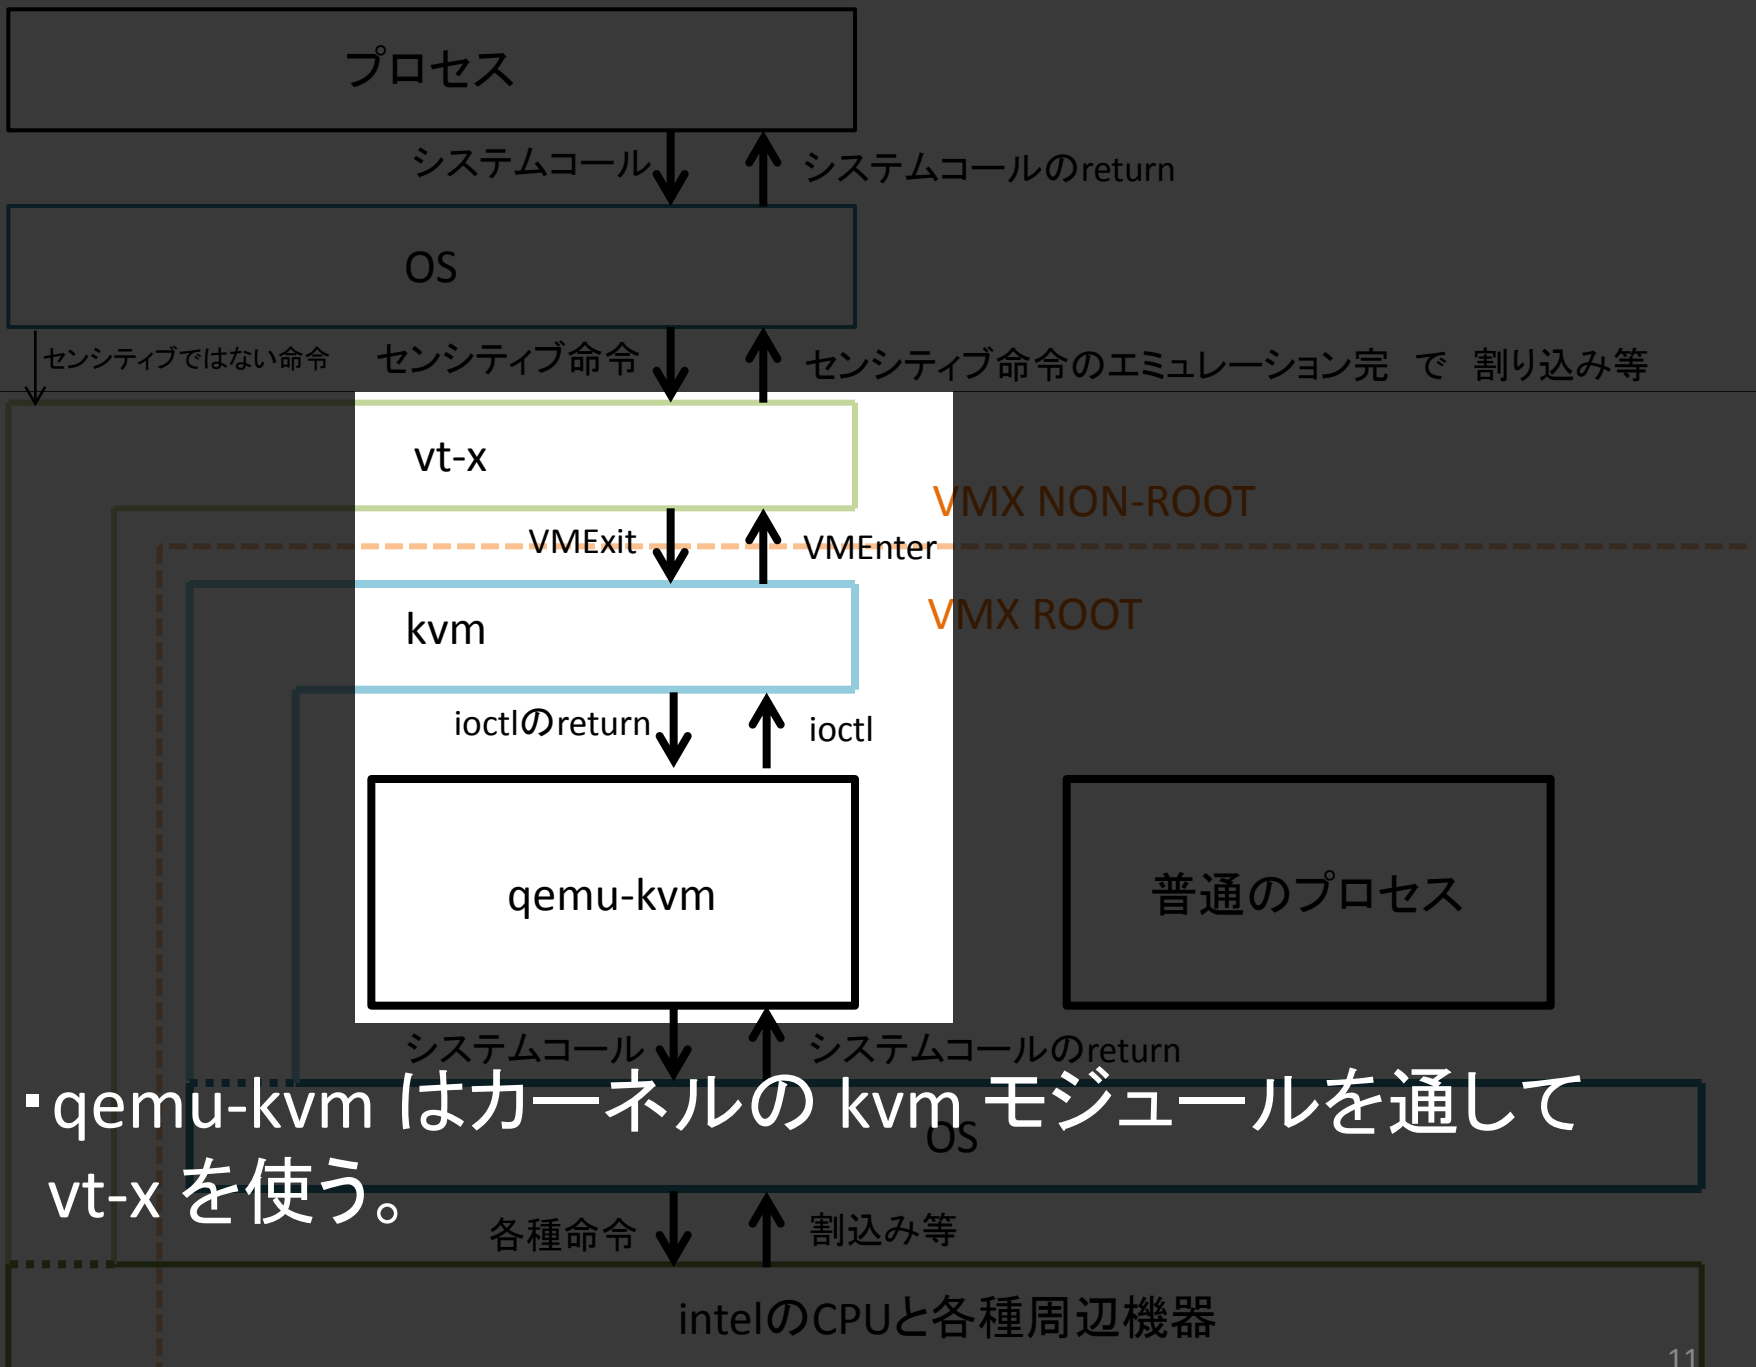 プロセス
システムコール
システムコールのreturn
OS
センシティブではない命令
センシティブ命令
センシティブ命令のエミュレーション完 で 割り込み等
vt-x
VMX NON-ROOT
VMExit
VMEnter
VMX ROOT
kvm
ioctlのreturn
ioctl
qemu-kvm
普通のプロセス
システムコール
システムコールのreturn
・qemu-kvm はカーネルの kvm モジュールを通して
OS
vt-x を使う。
各種命令
割込み等
intelのCPUと各種周辺機器
11